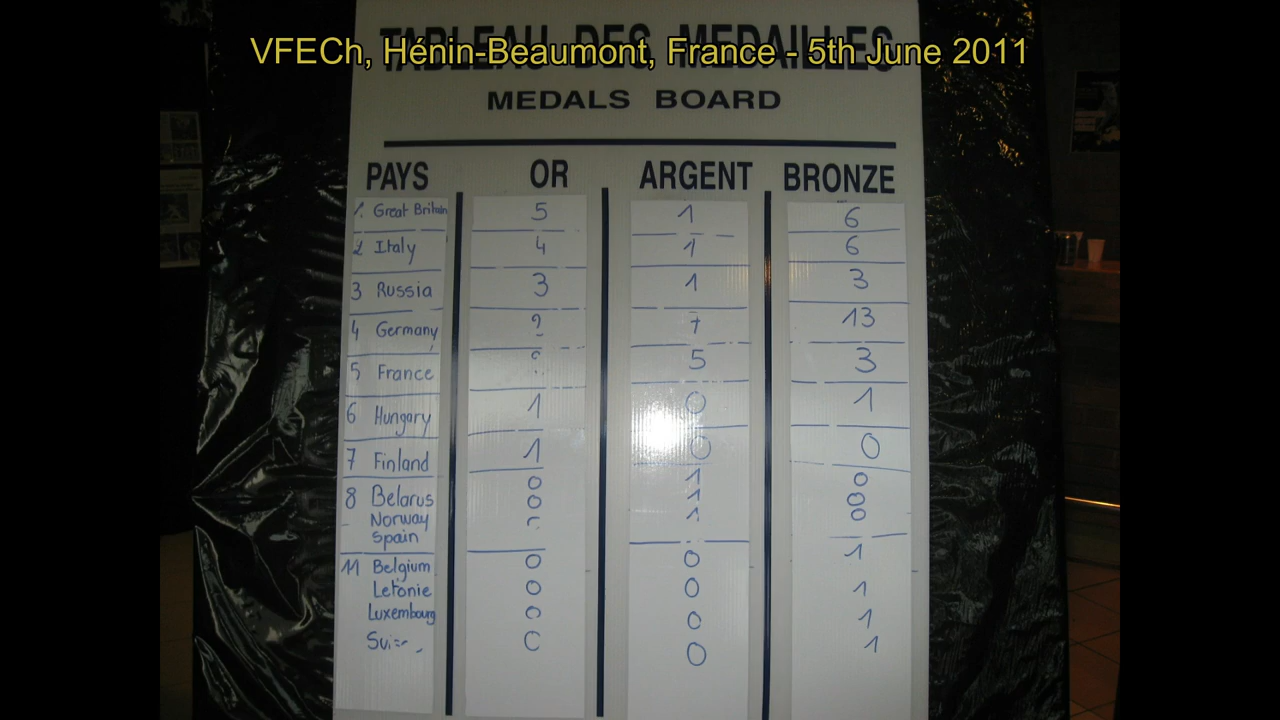 VFECh, Hénin-Beaumont, France - 5th June 2011
TABLEAU DES MEDAILLES
MEDALS BOARD
PAYS OR ARGENT BRONZE
1. Great Britain 5 1 6
2 Italy 4 1 6
3 Russia 3 1 3
4 Germany 13
5 France 5 3
6 Hungary 1 0 1
7 Finland 1 0 0
8 Belarus 0 1 0
Norway 0 1 0
Spain 1 0
11 Belgium 0 0 1
Letonie 0 0 1
Luxembourg 0 0 1
0 1